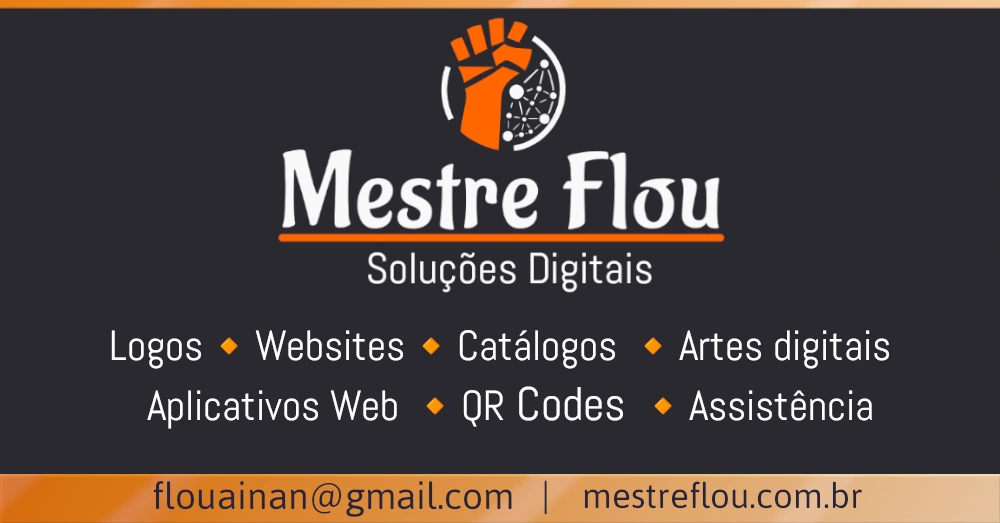 Mestre Flou
Soluções Digitais
Logos 🔸 Websites 🔸 Catálogos 🔸 Artes digitais
Aplicativos Web 🔸 QR Codes 🔸 Assistência
flouainan@gmail.com | mestreflou.com.br